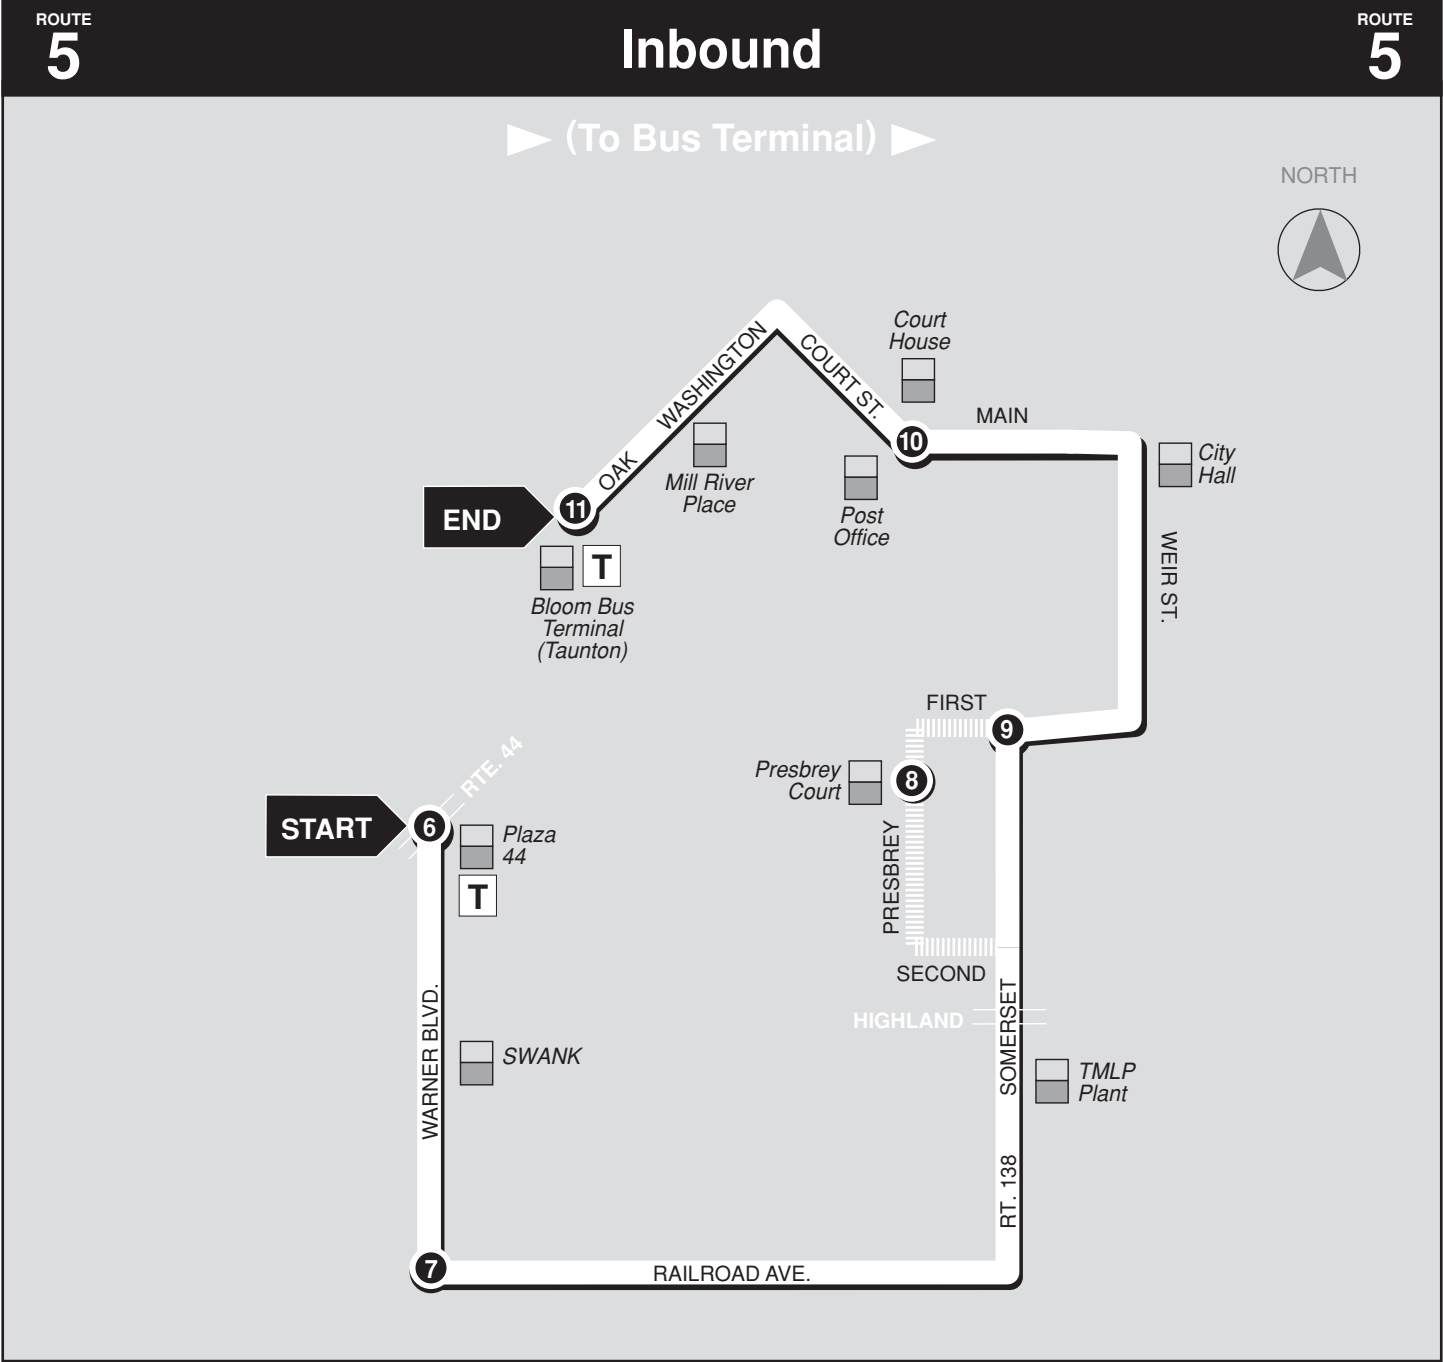 ROUTE
5
Inbound
ROUTE
5
(To Bus Terminal)
NORTH
Court
House
WASHINGTON
COURT ST.
MAIN
10
City
Hall
OAK
Mill River
Place
Post
Office
END
11
T
Bloom Bus
Terminal
(Taunton)
WEIR ST.
FIRST
9
RTE. 44
Presbrey
Court
8
START
6
Plaza
44
T
PRESBREY
SECOND
HIGHLAND
SOMERSET
WARNER BLVD.
SWANK
TMLP
Plant
RT. 138
7
RAILROAD AVE.